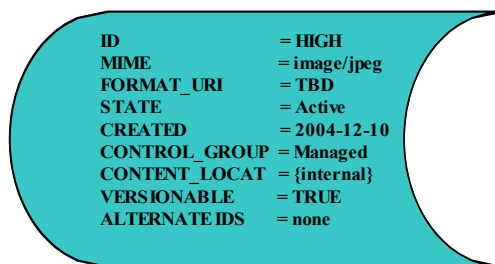 ID = HIGH
MIME = image/jpeg
FORMAT_URI = TBD
STATE = Active
CREATED = 2004-12-10
CONTROL_GROUP = Managed
CONTENT_LOCAT = {internal}
VERSIONABLE = TRUE
ALTERNATE IDS = none